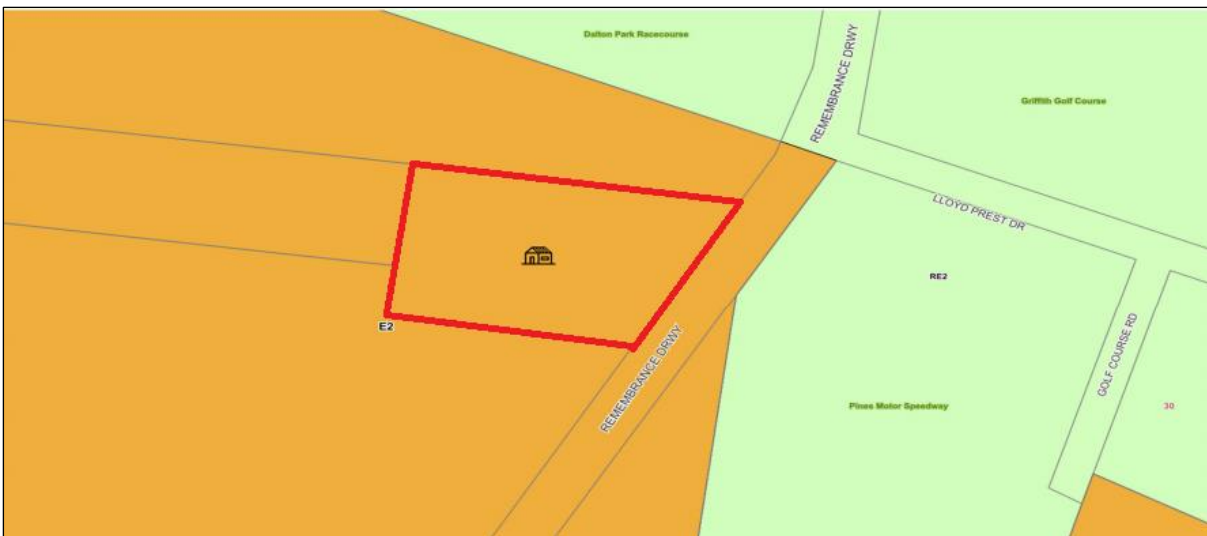 Dalton Park Racecourse
REMEMBRANCE DRWY
Griffith Golf Course
LLOYD PREST DR
RE2
E2
REMEMBRANCE DRWY
GOLF COURSE RD
Pines Motor Speedway
30